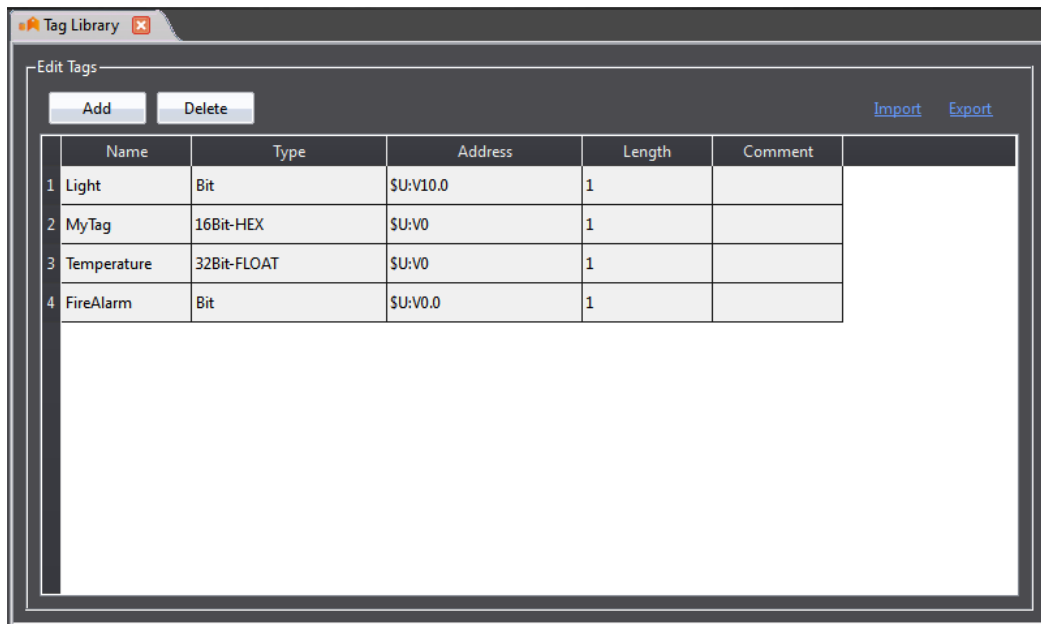 Tag Library
Edit Tags
Add Delete Import Export
Name Type Address Length Comment
1 Light Bit $U:V10.0 1
2 MyTag 16Bit-HEX $U:V0 1
3 Temperature 32Bit-FLOAT $U:V0 1
4 FireAlarm Bit $U:V0.0 1